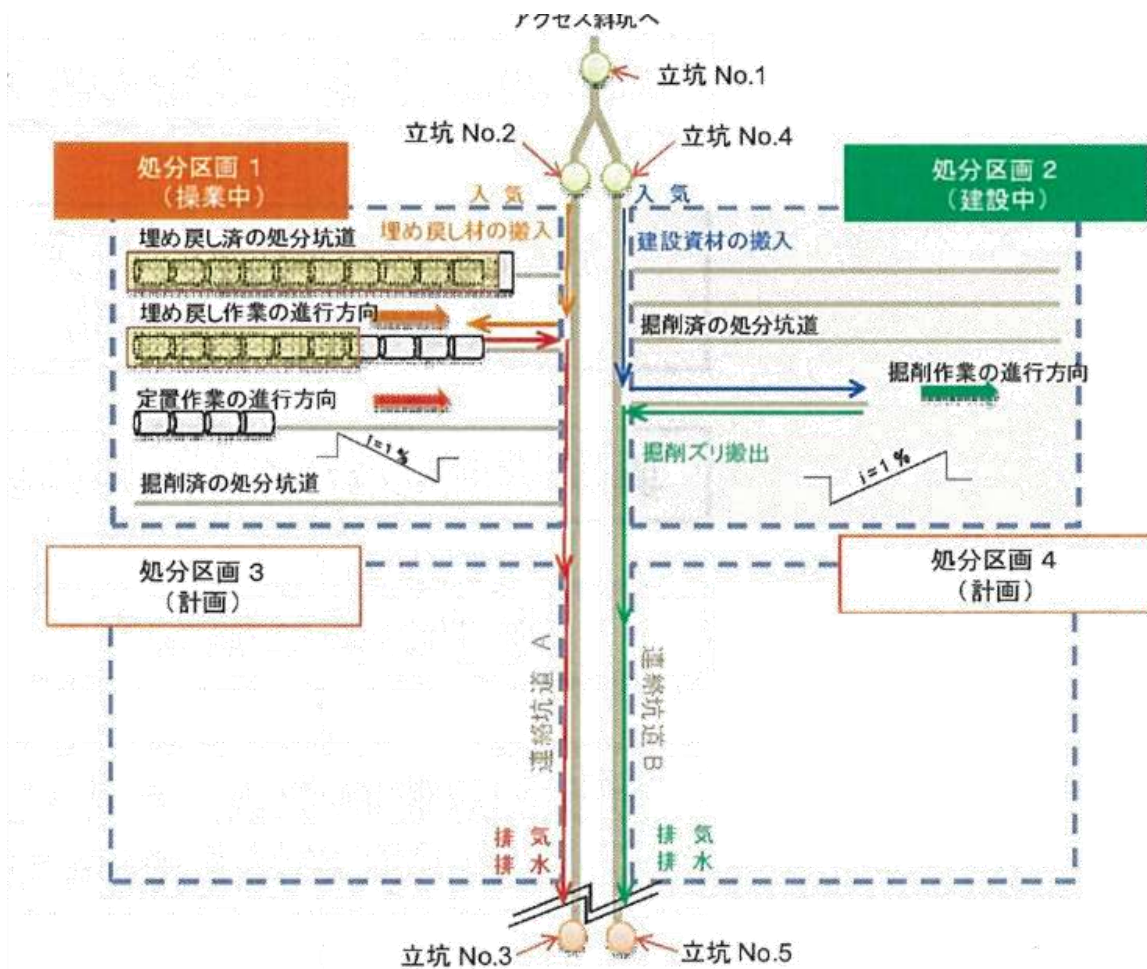 アクセス斜坑へ
立坑 No.1
立坑 No.2
立坑 No.4
処分区画 1
(操業中)
処分区画 2
(建設中)
入 気
入 気
埋め戻し材の搬入
建設資材の搬入
埋め戻し済の処分坑道
埋め戻し作業の進行方向
掘削済の処分坑道
定置作業の進行方向
掘削作業の進行方向
i=1 %
掘削ズリ搬出
i=1 %
掘削済の処分坑道
処分区画 3
(計画)
処分区画 4
(計画)
連絡坑道 A
連絡坑道 B
排 気
排 水
排 気
排 水
立坑 No.3
立坑 No.5